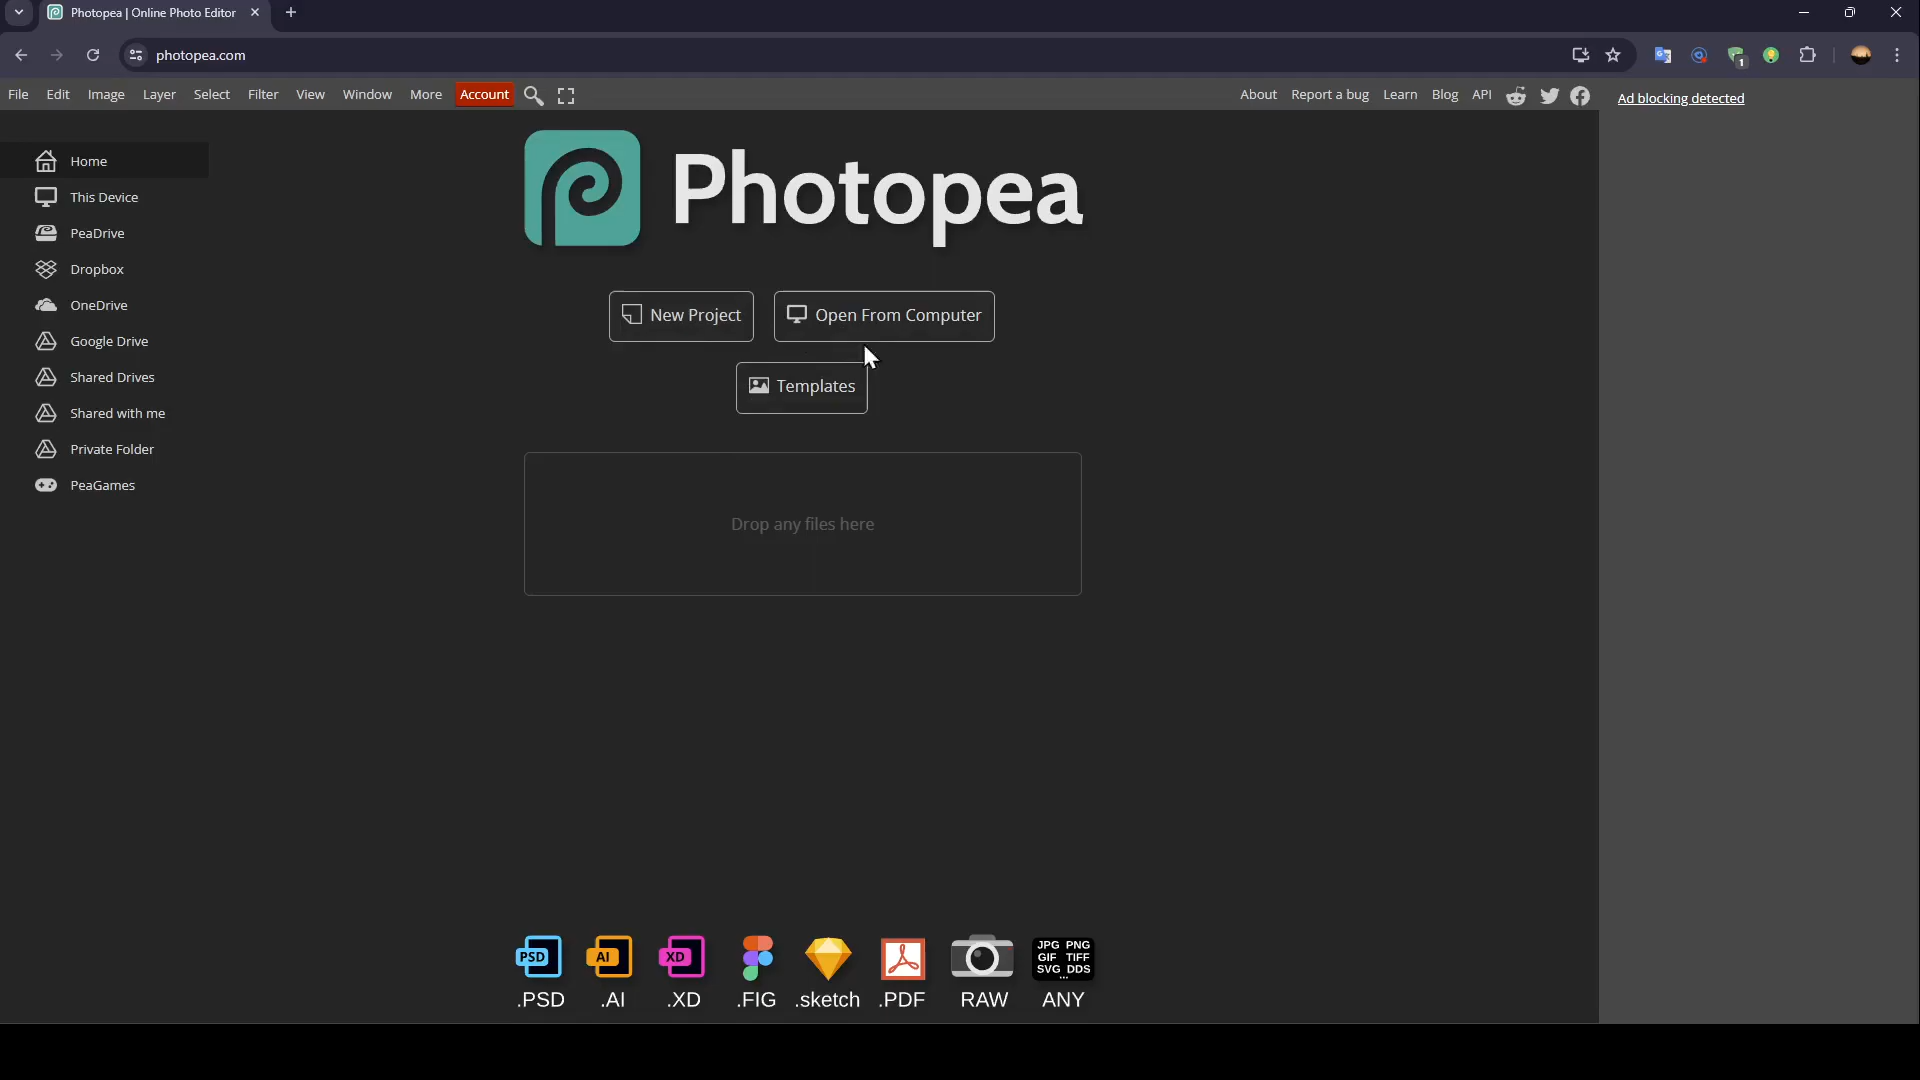 Photopea | Online Photo Editor
photopea.com
1
File Edit Image Layer Select Filter View Window More Account About Report a bug Learn Blog API Ad blocking detected
Home
This Device
PeaDrive
Dropbox
OneDrive
Google Drive
Shared Drives
Shared with me
Private Folder
PeaGames
Photopea
New Project Open From Computer
Templates
Drop any files here
PSD AI XD JPG PNG
GIF TIFF
SVG DDS
...
.PSD .AI .XD .FIG .sketch .PDF RAW ANY